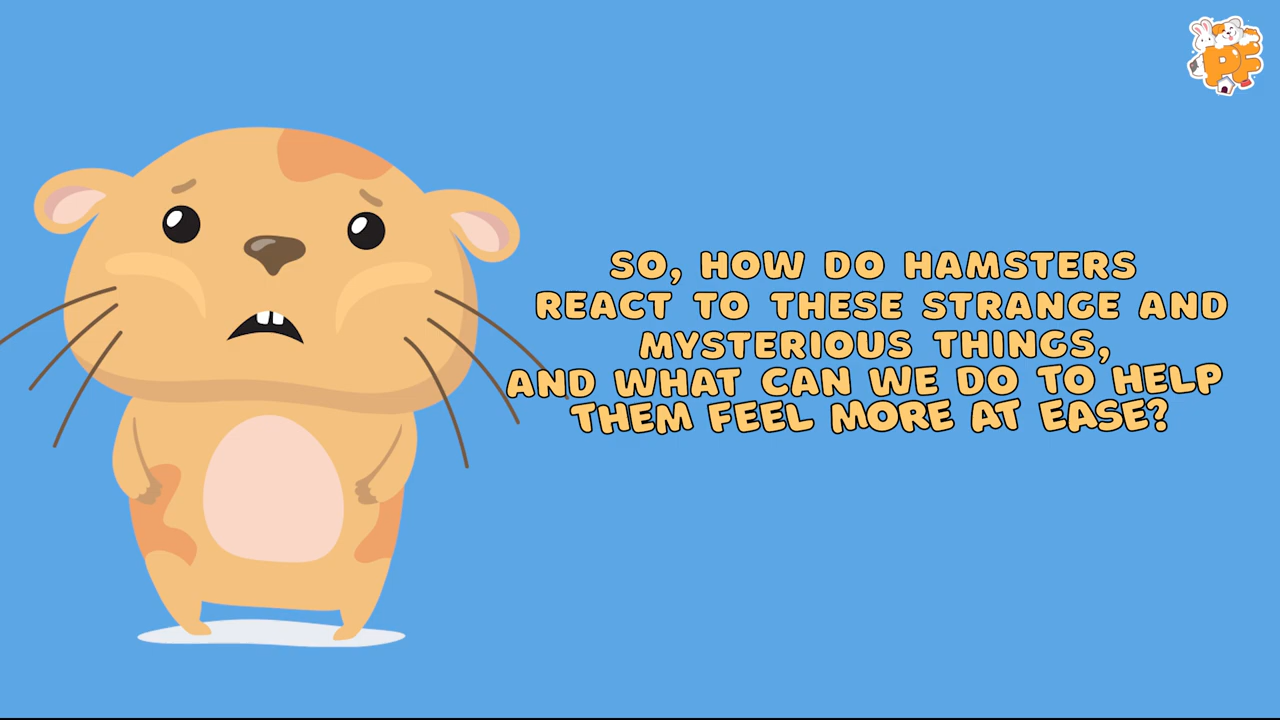 PF
SO, HOW DO HAMSTERS
REACT TO THESE STRANGE AND
MYSTERIOUS THINGS,
AND WHAT CAN WE DO TO HELP
THEM FEEL MORE AT EASE?